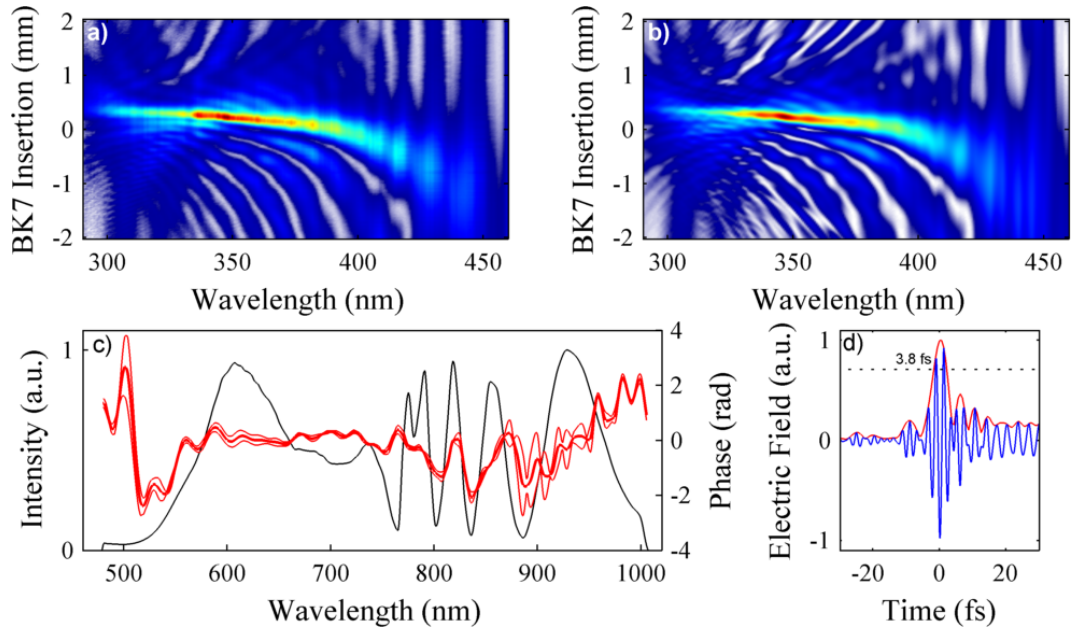 a)
BK7 Insertion (mm)
2
1
0
-1
-2
300
350
400
450
Wavelength (nm)
b)
BK7 Insertion (mm)
2
1
0
-1
-2
300
350
400
450
Wavelength (nm)
c)
Intensity (a.u.)
1
0
500
600
700
800
900
1000
Wavelength (nm)
4
2
0
-2
-4
Phase (rad)
d)
3.8 fs
Electric Field (a.u.)
1
0
-1
-20
0
20
Time (fs)